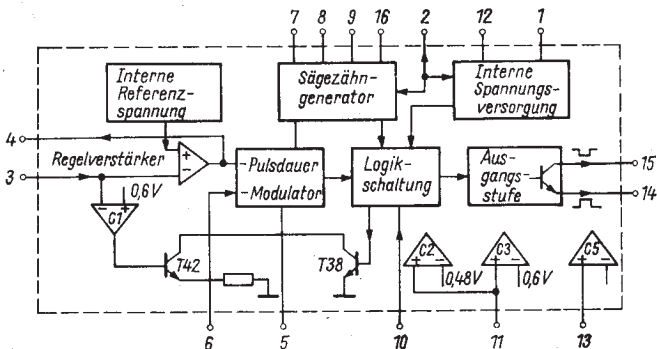 7 8 9 16 2 12 1
Interne
Referenz-
spannung
Sägezähn-
generator
Interne
Spannungs-
versorgung
4
Regelverstärker
3
+
-
- +
0,6V
C1
-Pulsdauer
-Modulator
Logik-
schaltung
Aus-
gangs-
stufe
15
14
T42
T38
C2
+ -
0,48V
C3
+ -
0,6V
C5
+ -
6 5 10 11 13